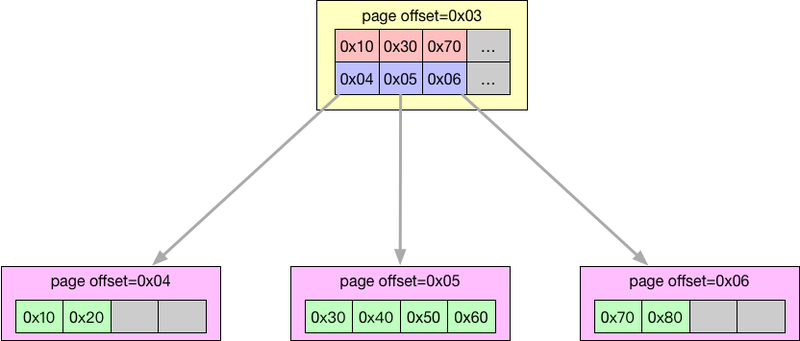 page offset=0x03
0x10 0x30 0x70 ...
0x04 0x05 0x06 ...
page offset=0x04
0x10 0x20
page offset=0x05
0x30 0x40 0x50 0x60
page offset=0x06
0x70 0x80